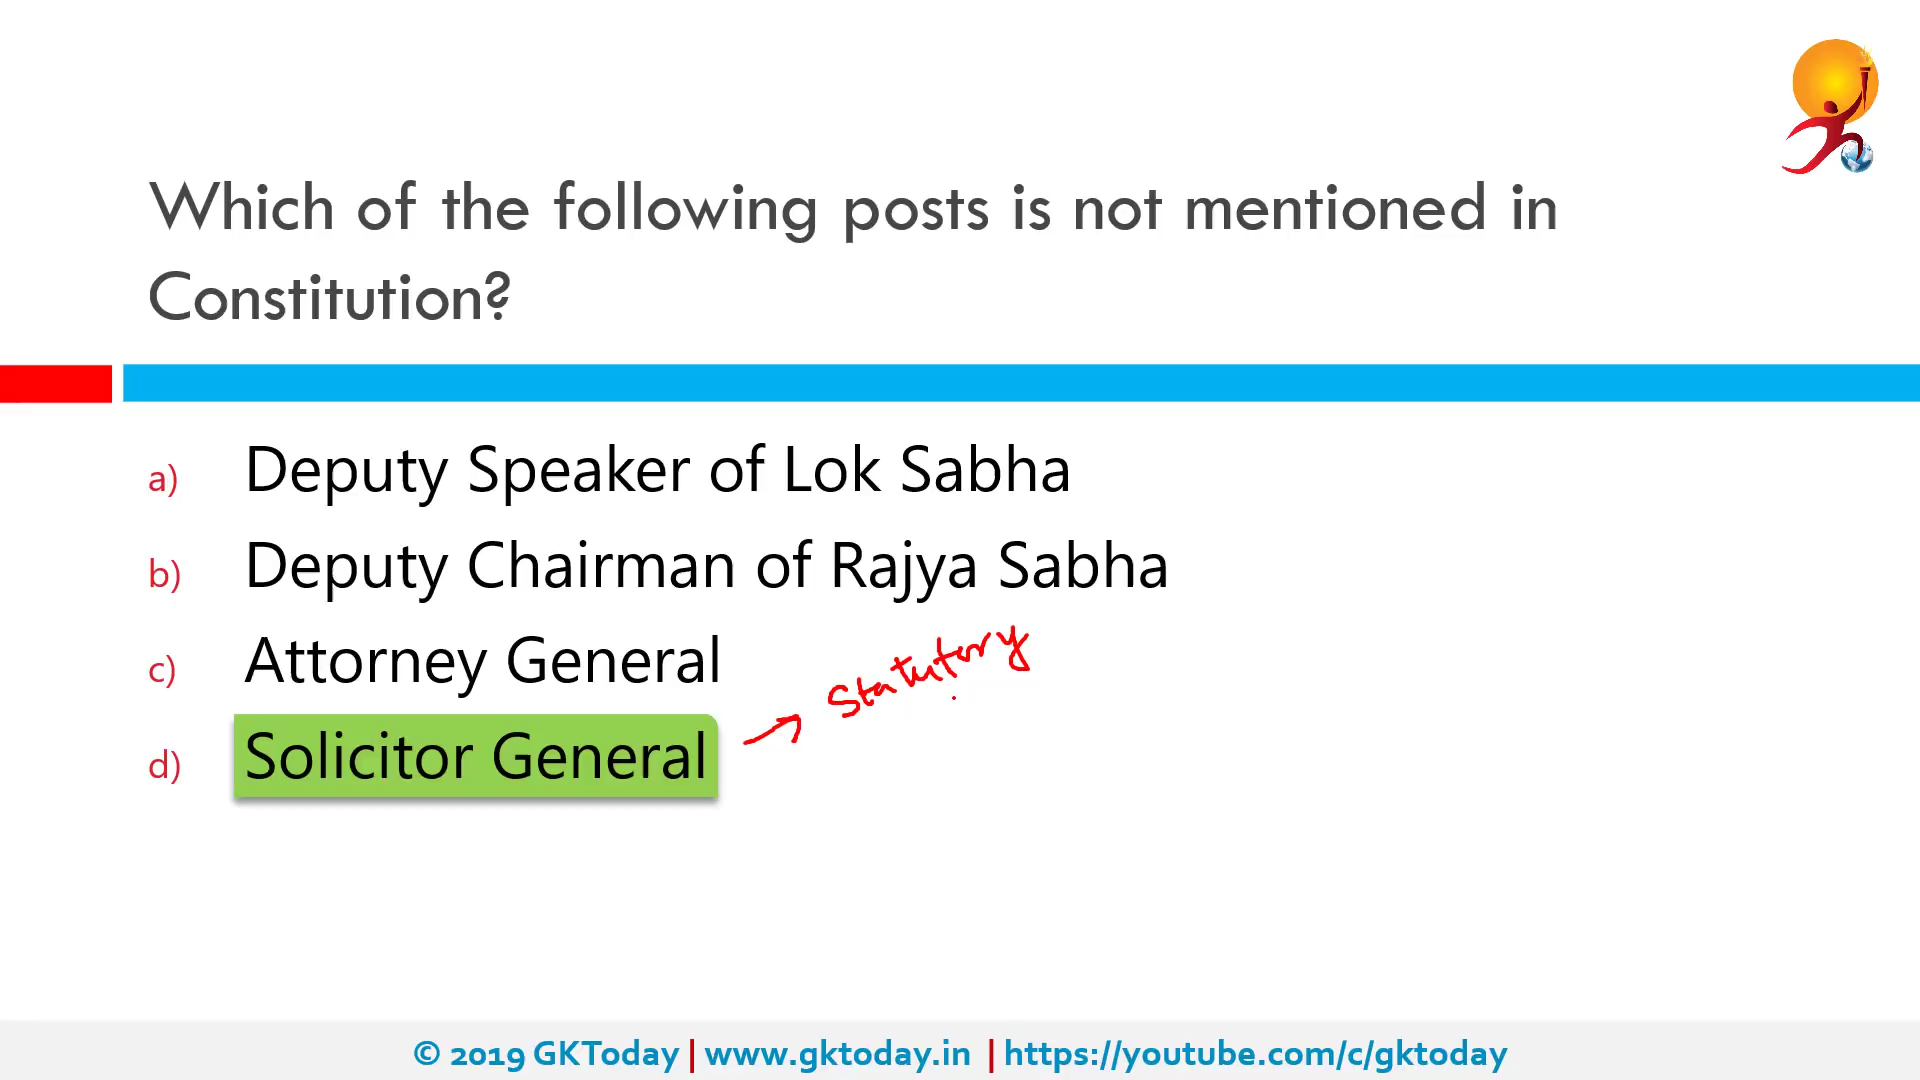 Which of the following posts is not mentioned in
Constitution?
a) Deputy Speaker of Lok Sabha
b) Deputy Chairman of Rajya Sabha
c) Attorney General
d) Solicitor General → Statutory
© 2019 GKToday | www.gktoday.in | https://youtube.com/c/gktoday